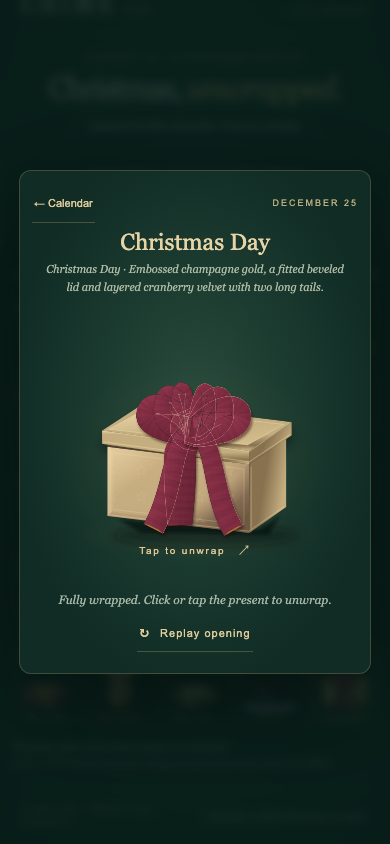 ← Calendar
DECEMBER 25
Christmas Day
Christmas Day · Embossed champagne gold, a fitted beveled
lid and layered cranberry velvet with two long tails.
Tap to unwrap ↗
Fully wrapped. Click or tap the present to unwrap.
↻ Replay opening